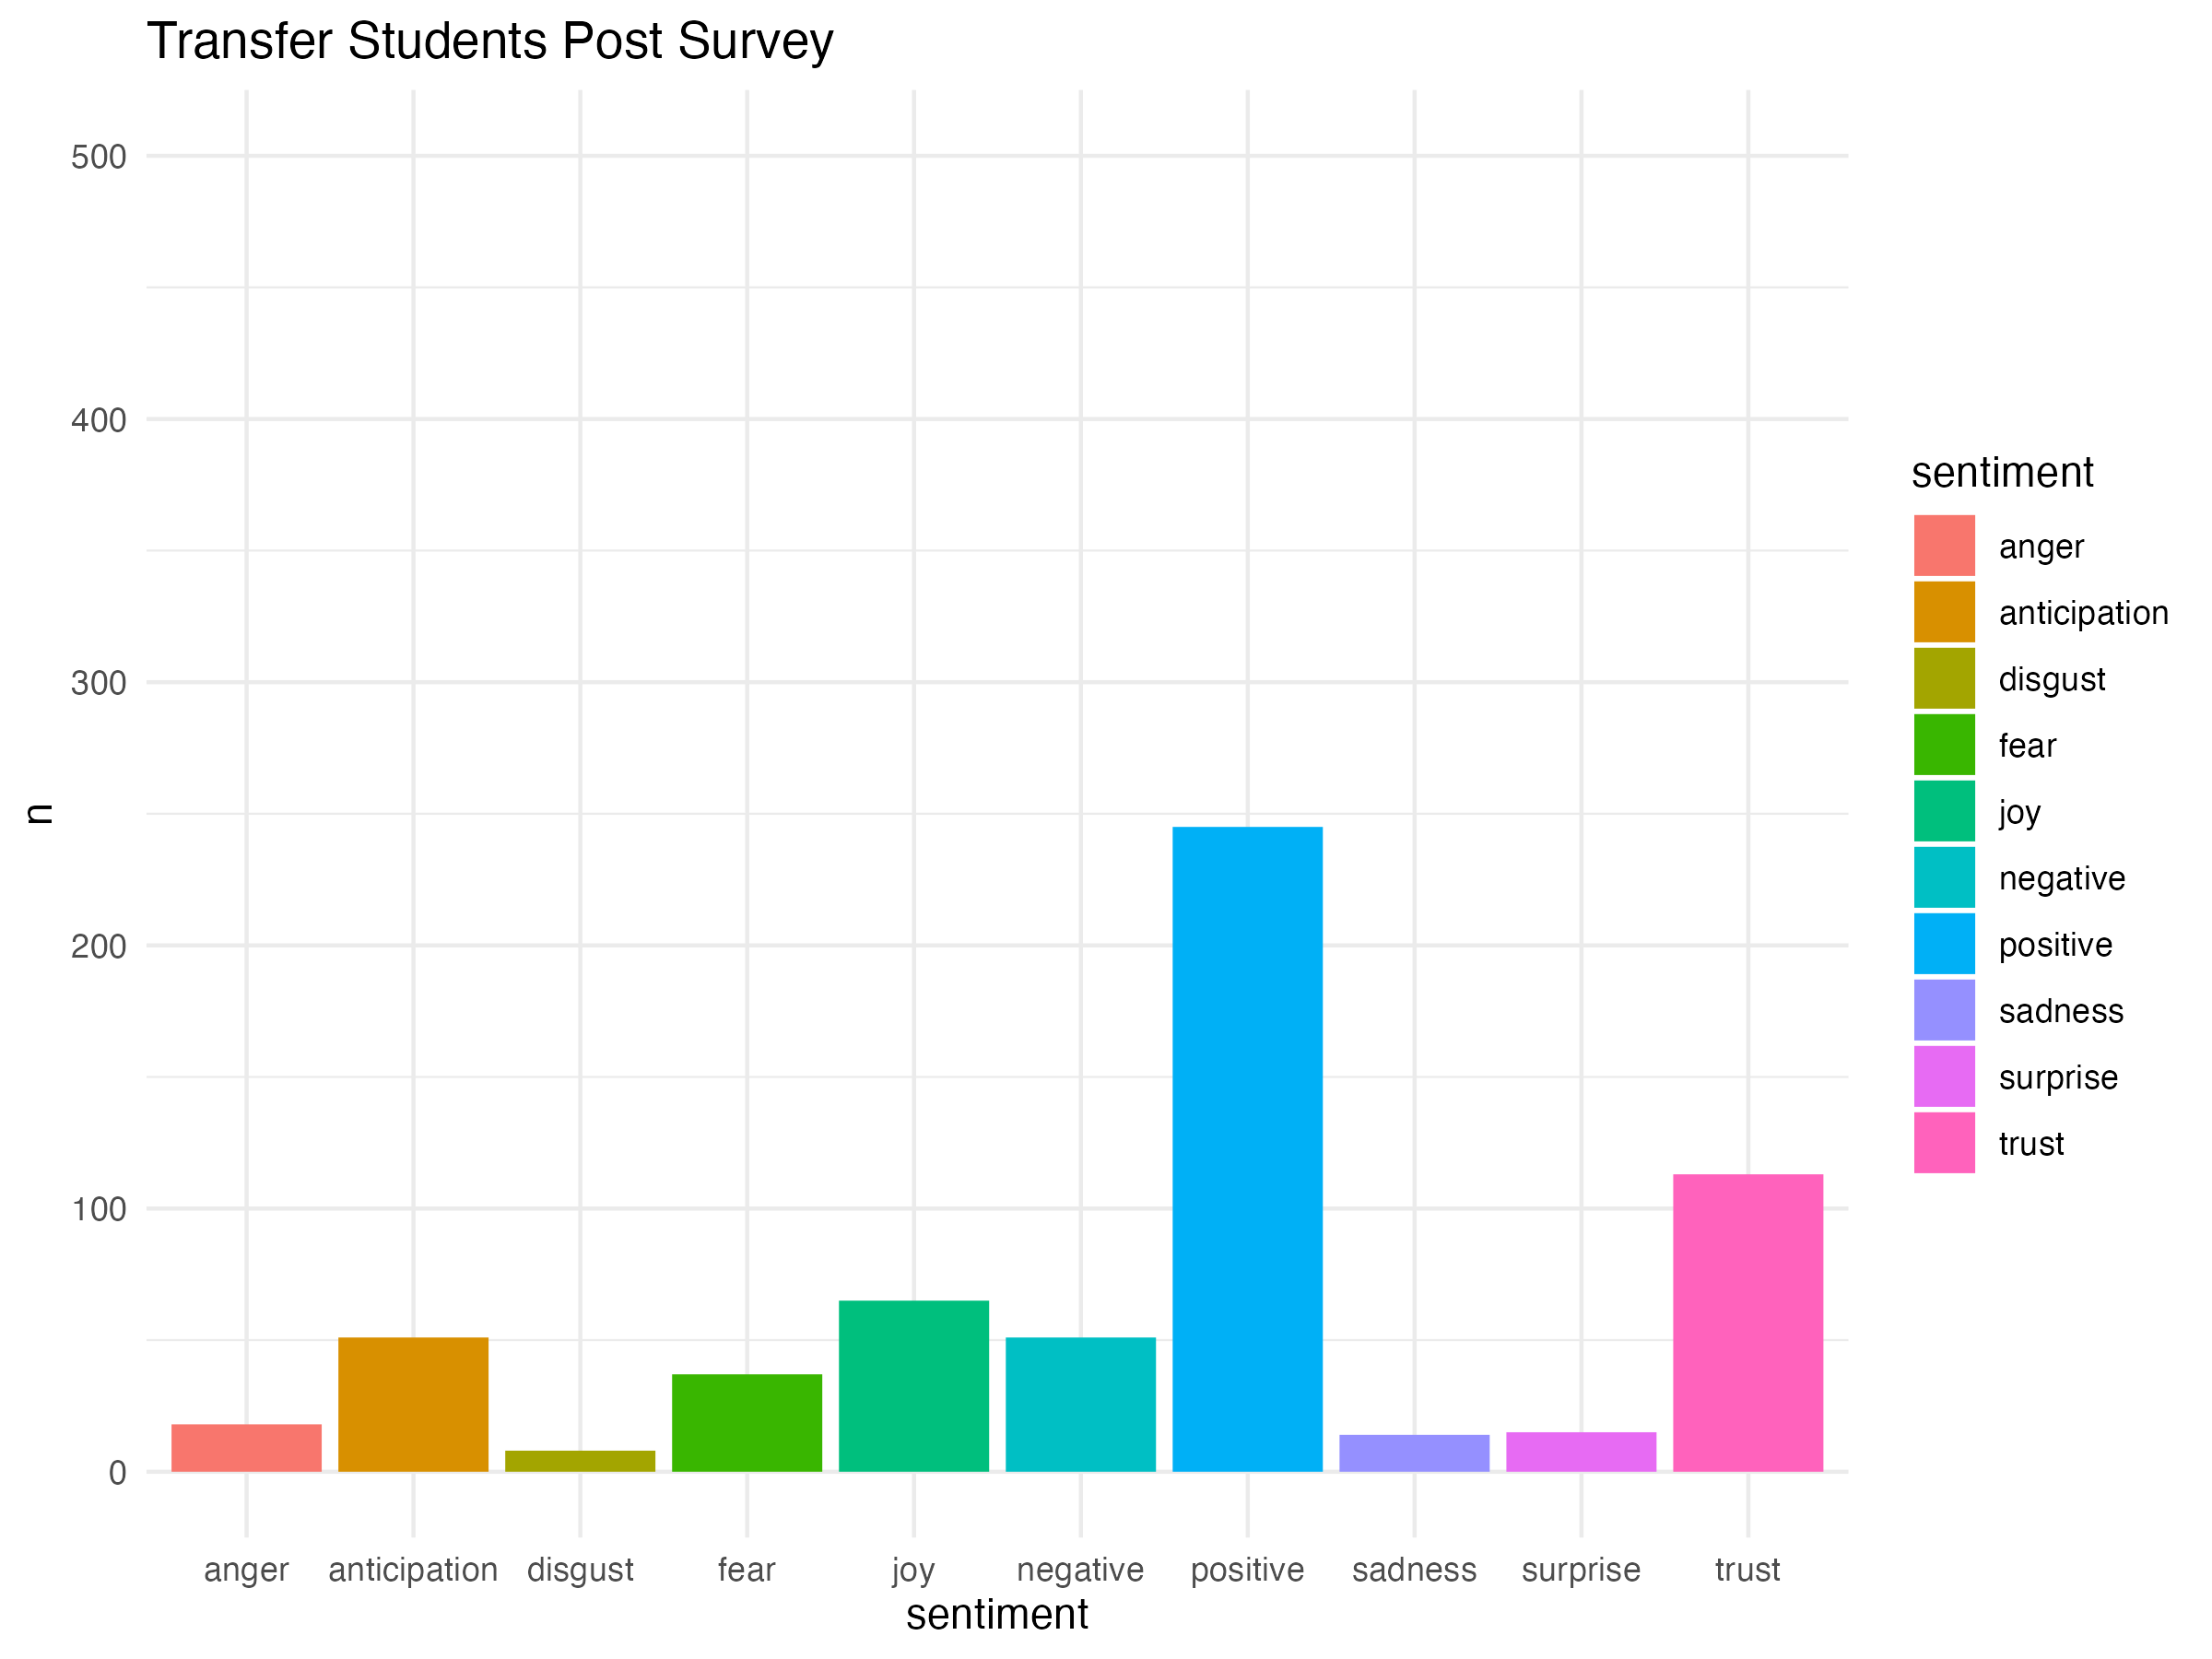 Transfer Students Post Survey
500
400
300
200
100
0
n
anger anticipation disgust fear joy negative positive sadness surprise trust
sentiment
sentiment
anger
anticipation
disgust
fear
joy
negative
positive
sadness
surprise
trust